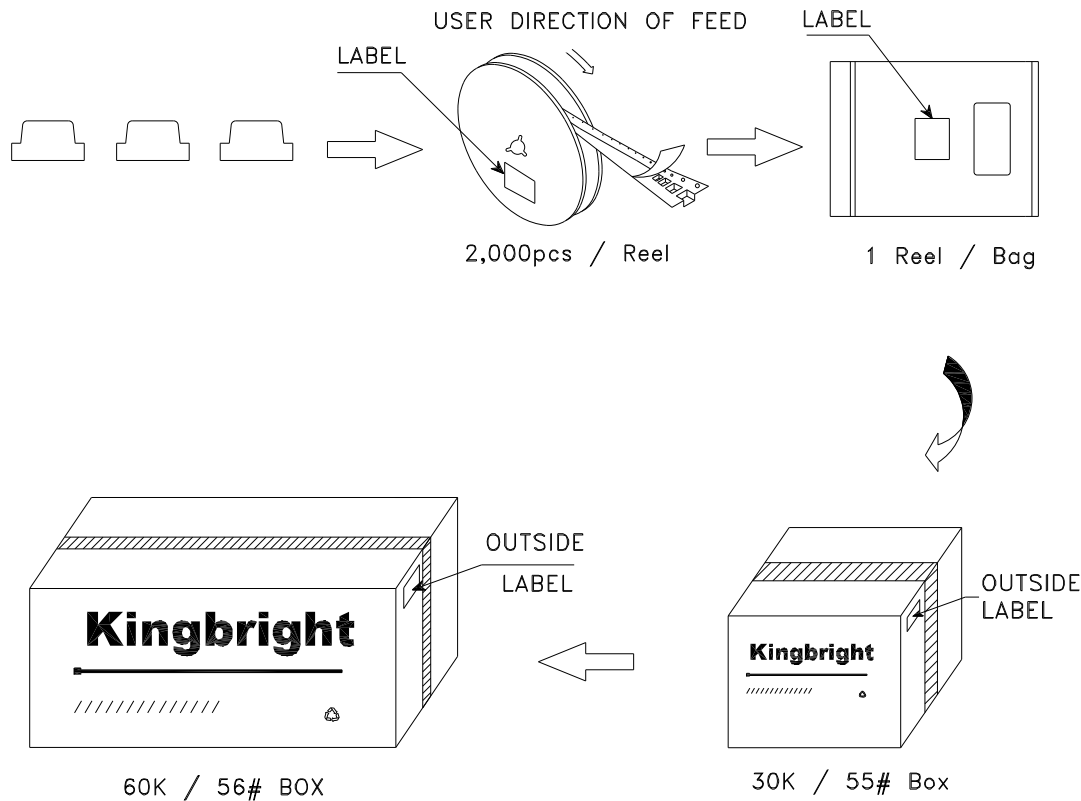 USER DIRECTION OF FEED
LABEL
LABEL
2,000pcs / Reel
1 Reel / Bag
OUTSIDE
LABEL
Kingbright
60K / 56# BOX
OUTSIDE
LABEL
Kingbright
30K / 55# Box